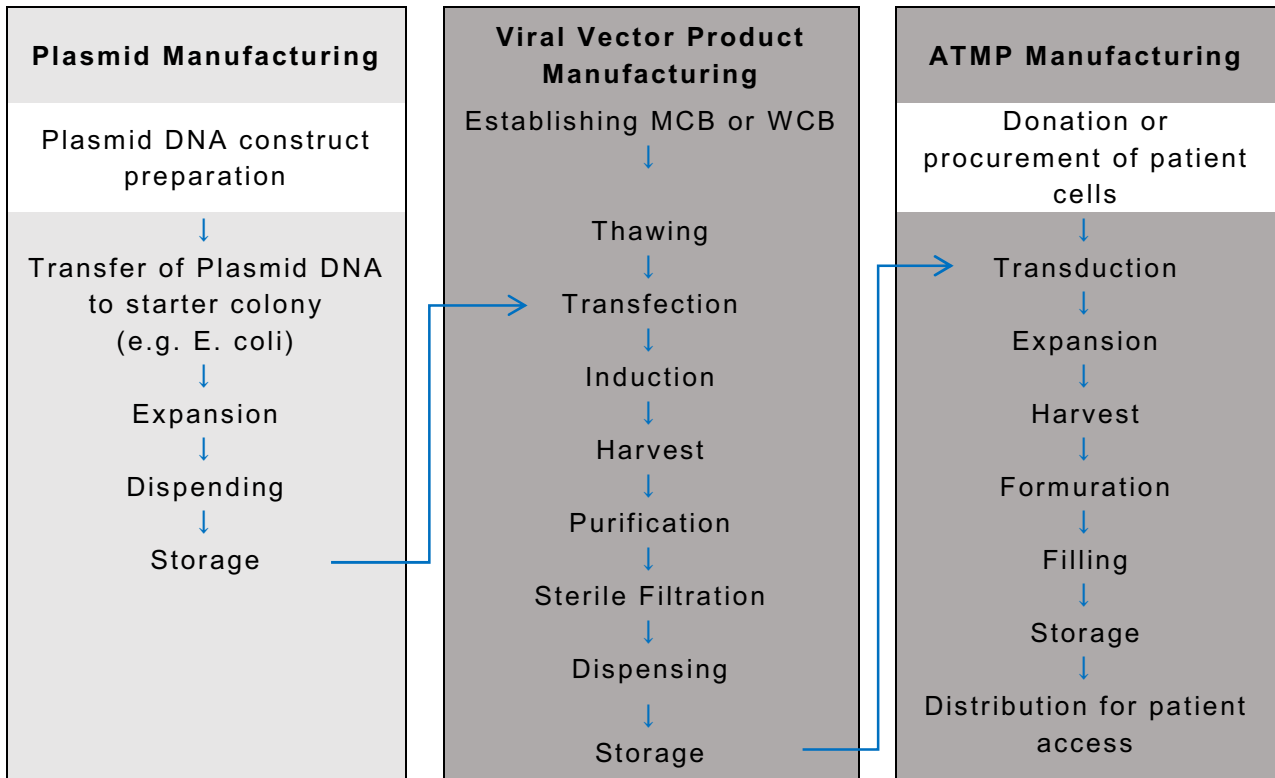 Plasmid Manufacturing
Plasmid DNA construct
preparation
↓
Transfer of Plasmid DNA
to starter colony
(e.g. E. coli)
↓
Expansion
↓
Dispending
↓
Storage
Viral Vector Product
Manufacturing
Establishing MCB or WCB
↓
Thawing
↓
Transfection
↓
Induction
↓
Harvest
↓
Purification
↓
Sterile Filtration
↓
Dispensing
↓
Storage
ATMP Manufacturing
Donation or
procurement of patient
cells
↓
Transduction
↓
Expansion
↓
Harvest
↓
Formuration
↓
Filling
↓
Storage
↓
Distribution for patient
access